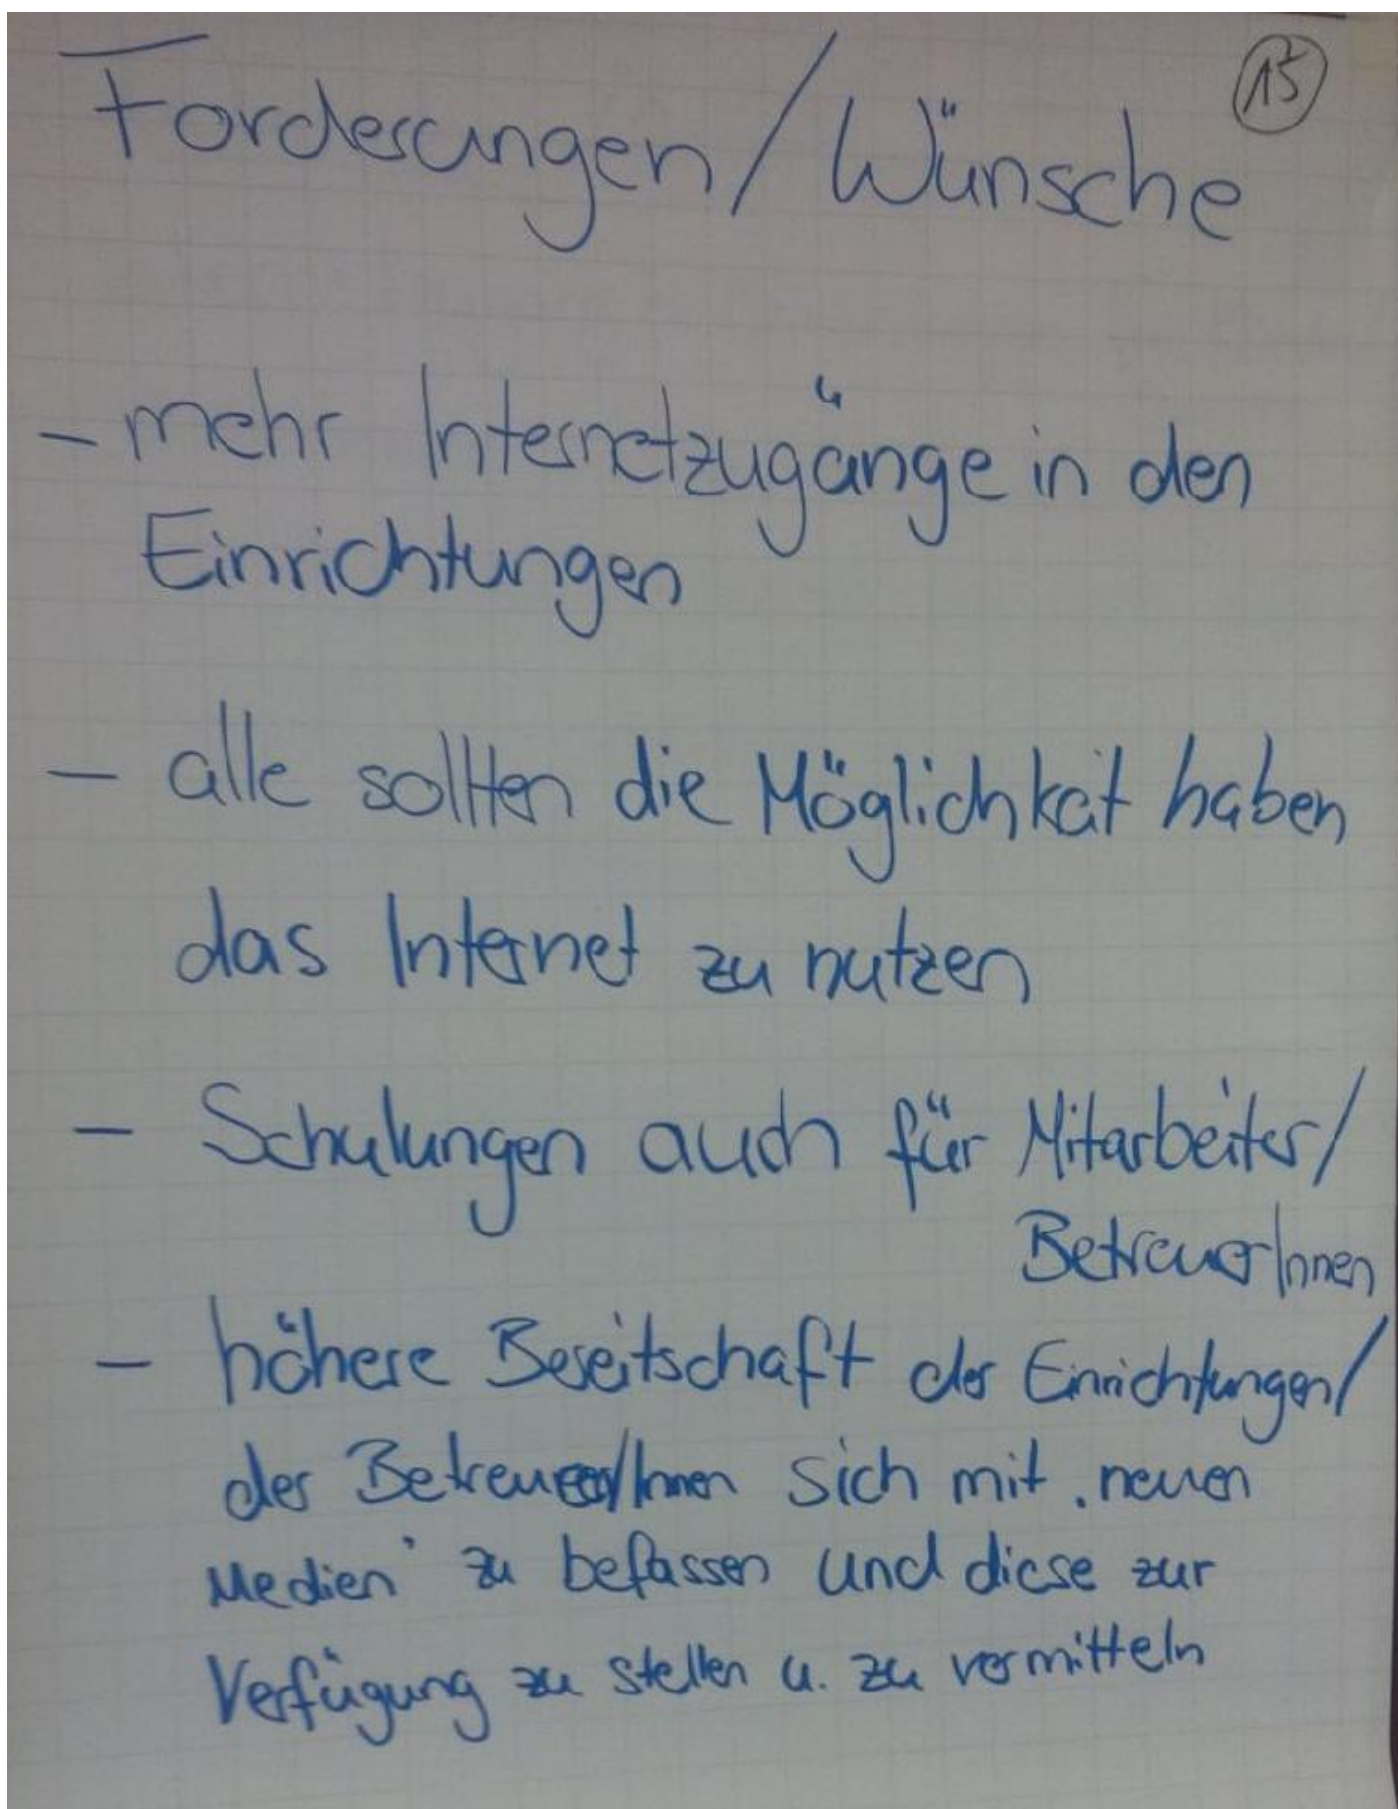 15
Forderungen/Wünsche
- mehr Internetzugänge in den
Einrichtungen
- alle sollten die Möglichkeit haben
das Internet zu nutzen
- Schulungen auch für Mitarbeiter/
BetreuerInnen
- höhere Bereitschaft der Einrichtungen/
der Betreuer/Innen sich mit "neuen
Medien" zu befassen und diese zur
Verfügung zu stellen u. zu vermitteln